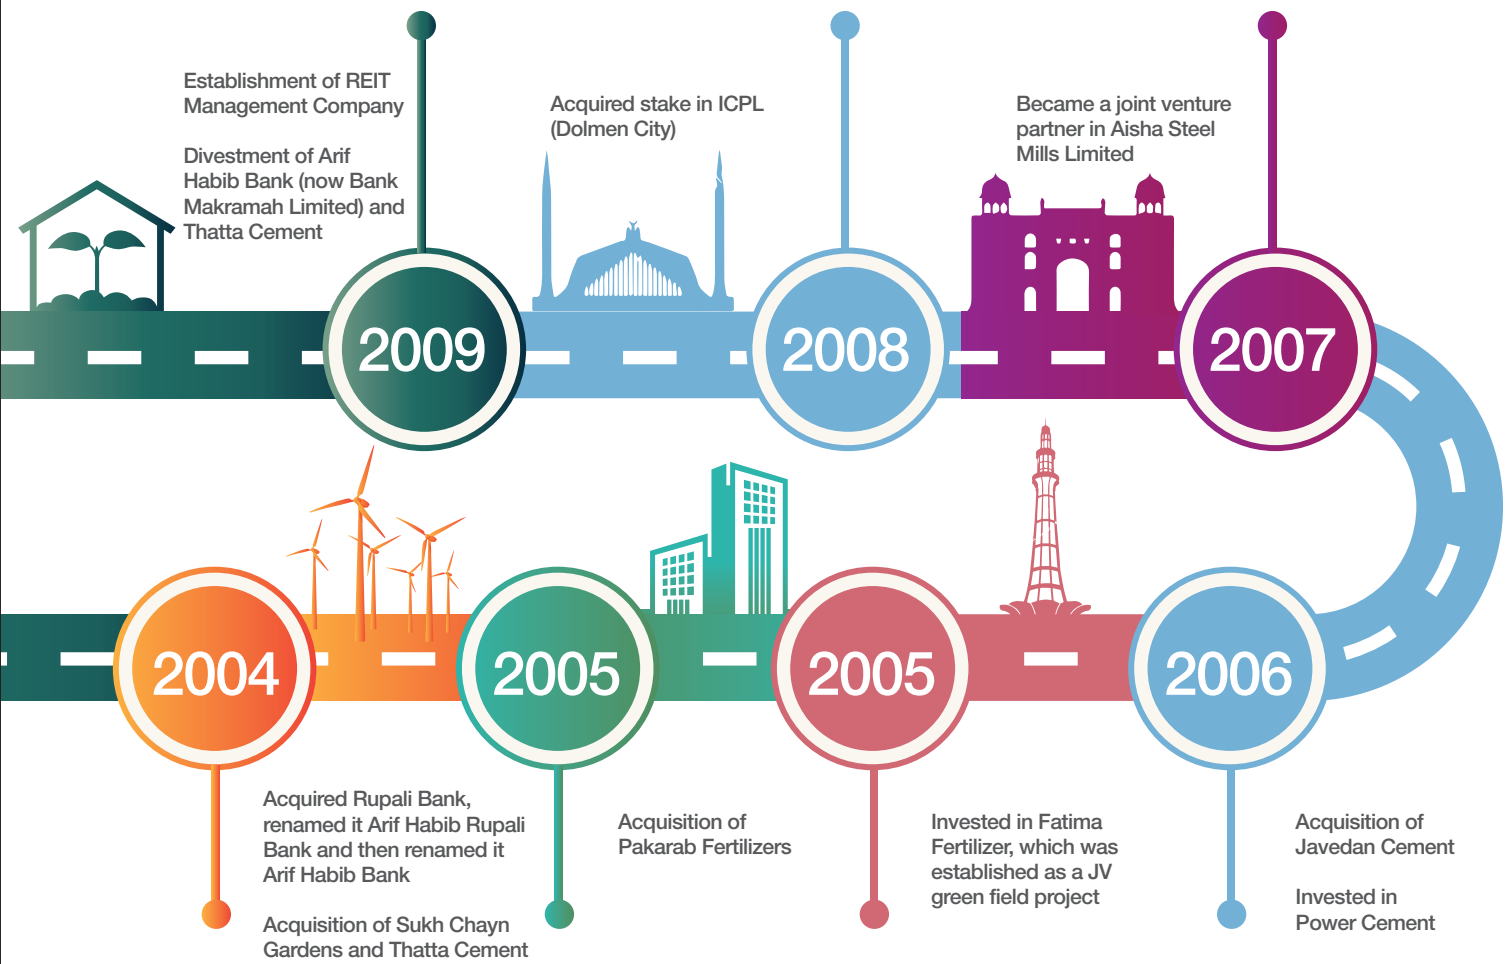 Establishment of REIT
Management Company
Divestment of Arif
Habib Bank (now Bank
Makramah Limited) and
Thatta Cement
2009
Acquired stake in ICPL
(Dolmen City)
2008
Became a joint venture
partner in Aisha Steel
Mills Limited
2007
2004
Acquired Rupali Bank,
renamed it Arif Habib Rupali
Bank and then renamed it
Arif Habib Bank
Acquisition of Sukh Chayn
Gardens and Thatta Cement
2005
Acquisition of
Pakarab Fertilizers
2005
Invested in Fatima
Fertilizer, which was
established as a JV
green field project
2006
Acquisition of
Javedan Cement
Invested in
Power Cement